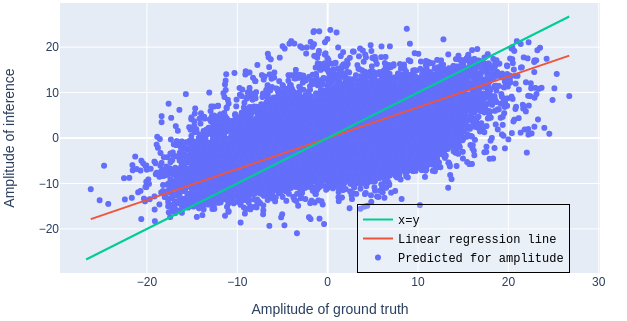 Amplitude of inference
20
10
0
−10
−20
−20
−10
0
10
20
30
Amplitude of ground truth
x=y
Linear regression line
Predicted for amplitude